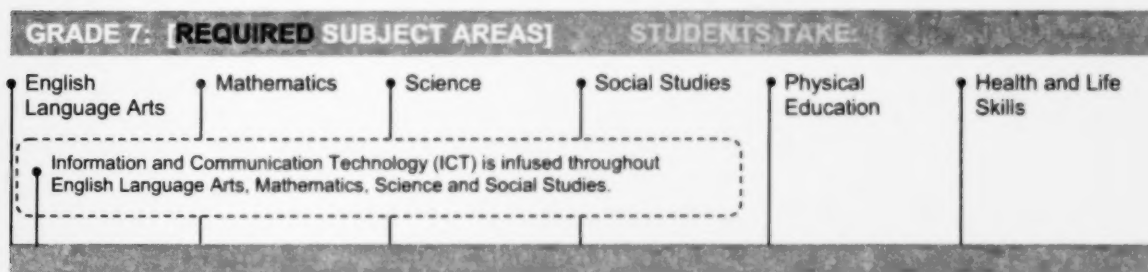 GRADE 7: [REQUIRED SUBJECT AREAS] STUDENTS TAKE:
English
Language Arts
Mathematics
Science
Social Studies
Physical
Education
Health and Life
Skills
Information and Communication Technology (ICT) is infused throughout
English Language Arts, Mathematics, Science and Social Studies.